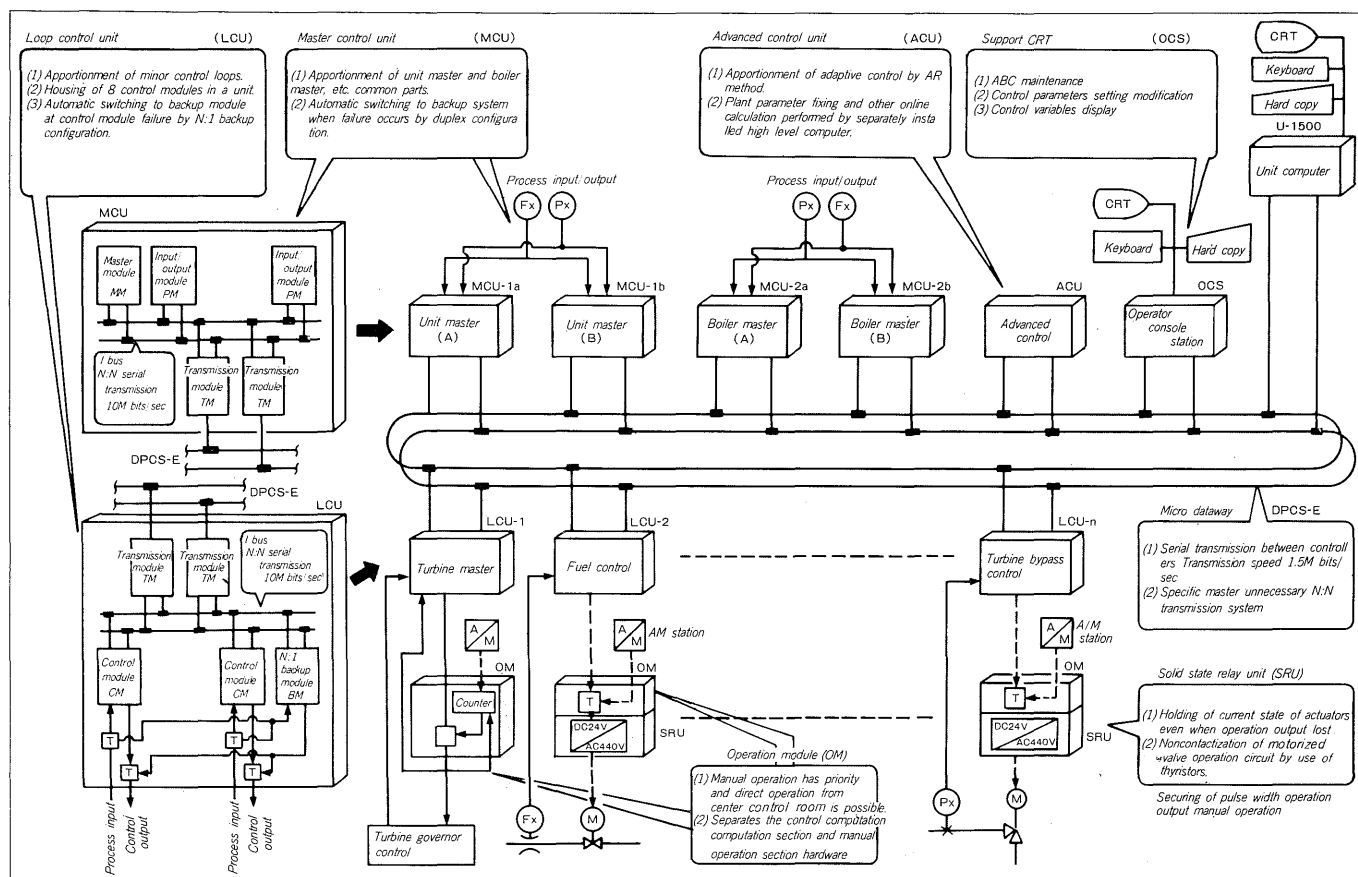 Loop control unit (LCU)
(1) Apportionment of minor control loops.
(2) Housing of 8 control modules in a unit.
(3) Automatic switching to backup module
at control module failure by N:1 backup
configuration.
Master control unit (MCU)
(1) Apportionment of unit master and boiler
master, etc. common parts.
(2) Automatic switching to backup system
when failure occurs by duplex configura
tion.
Advanced control unit (ACU)
(1) Apportionment of adaptive control by AR
method.
(2) Plant parameter fixing and other online
calculation performed by separately insta
lled high level computer.
Support CRT (OCS)
(1) ABC maintenance
(2) Control parameters setting modification
(3) Control variables display
CRT
Keyboard
Hard copy
U-1500
Unit computer
MCU
Master module MM
Input/output module PM
Input/output module PM
I bus
N:N serial
transmission
10M bits/sec
Transmission module TM
Transmission module TM
DPCS-E
Process input/output
Fx
Px
MCU-1a
Unit master
(A)
MCU-1b
Unit master
(B)
Process input/output
Px
Fx
MCU-2a
Boiler master
(A)
MCU-2b
Boiler master
(B)
ACU
Advanced control
CRT
Keyboard
Hard copy
OCS
Operator console station
DPCS-E
LCU
Transmission module TM
Transmission module TM
I bus
N:N serial
transmission
10M bits/sec
Control module CM
Control module CM
N:1 backup module BM
T
T
T
T
Process input
Control output
Process input
Control output
LCU-1
Turbine master
A
M
OM
Counter
Turbine governor control
LCU-2
Fuel control
A
M
AM station
OM
T
DC24V
AC440V
SRU
Fx
M
Operation module (OM)
(1) Manual operation has priority
and direct operation from
center control room is possible.
(2) Separates the control computation
computation section and manual
operation section hardware
LCU-n
Turbine bypass control
A
M
A/M station
OM
T
DC24V
AC440V
SRU
Px
M
Micro dataway DPCS-E
(1) Serial transmission between controll
ers Transmission speed 1.5M bits/
sec
(2) Specific master unnecessary N:N
transmission system
Solid state relay unit (SRU)
(1) Holding of current state of actuators
even when operation output lost
(2) Noncontactization of motorized
valve operation circuit by use of
thyristors.
Securing of pulse width operation
output manual operation